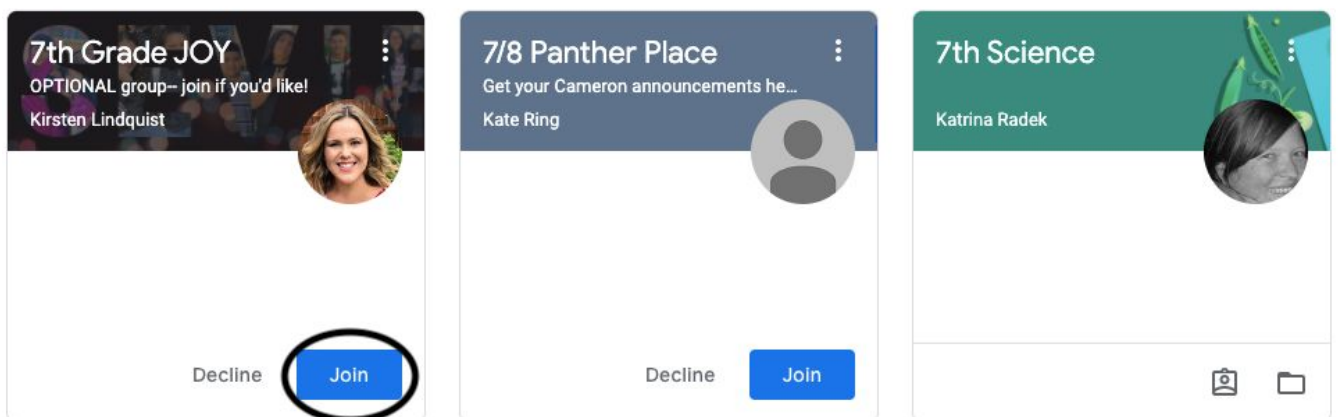 7th Grade JOY
OPTIONAL group-- join if you'd like!
Kirsten Lindquist
Decline
Join
7/8 Panther Place
Get your Cameron announcements he...
Kate Ring
Decline
Join
7th Science
Katrina Radek